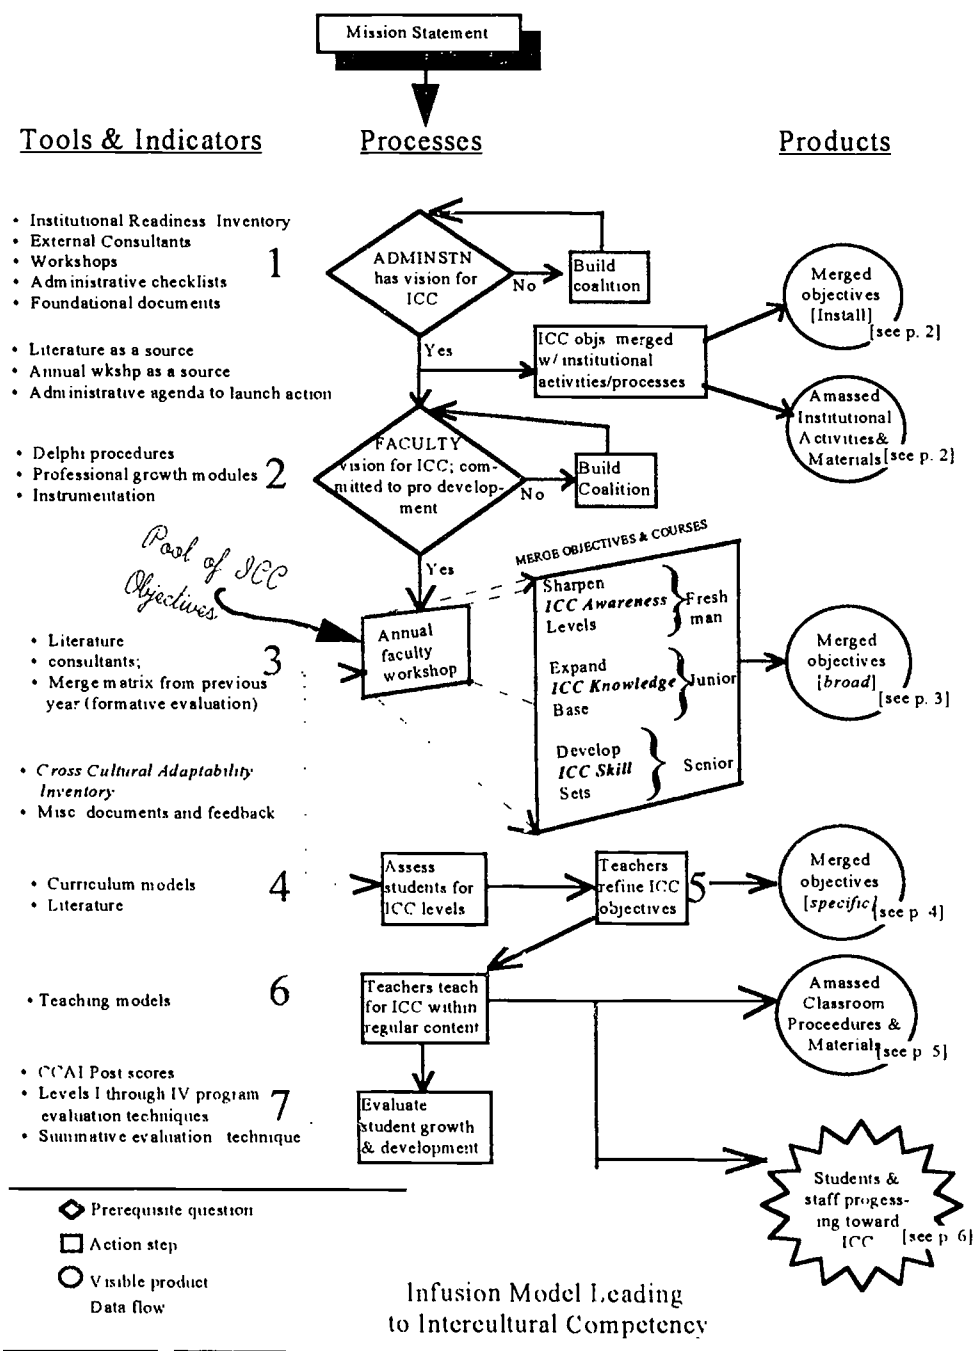 Mission Statement
Tools & Indicators
Processes
Products
• Institutional Readiness Inventory
• External Consultants
• Workshops
• Administrative checklists
• Foundational documents
1
ADMINSTN
has vision for
ICC
No
Build
coalition
Merged
objectives
[Install]
[see p. 2]
• Literature as a source
• Annual wkshp as a source
• Administrative agenda to launch action
Yes
ICC objs merged
w/ institutional
activities/processes
Amassed
Institutional
Activities &
Materials
[see p. 2]
• Delphi procedures
• Professional growth modules
• Instrumentation
2
FACULTY
vision for ICC; com-
mitted to pro develop-
ment
No
Build
Coalition
Yes
Pool of ICC
Objectives
MERGE OBJECTIVES & COURSES
• Literature
• consultants;
• Merge matrix from previous
year (formative evaluation)
3
Annual
faculty
workshop
Sharpen
ICC Awareness
Levels
Fresh
man
Expand
ICC Knowledge
Base
Junior
Develop
ICC Skill
Sets
Senior
Merged
objectives
[broad]
[see p. 3]
• Cross Cultural Adaptability
Inventory
• Misc documents and feedback
• Curriculum models
• Literature
4
Assess
students for
ICC levels
Teachers
refine ICC
objectives
5
Merged
objectives
[specific]
[see p. 4]
• Teaching models
6
Teachers teach
for ICC within
regular content
Amassed
Classroom
Proceedures &
Materials
[see p. 5]
• CCAI Post scores
• Levels I through IV program
evaluation techniques
• Summative evaluation technique
7
Evaluate
student growth
& development
Students &
staff progess-
ing toward
ICC
[see p. 6]
Prerequisite question
Action step
Visible product
Data flow
Infusion Model Leading
to Intercultural Competency